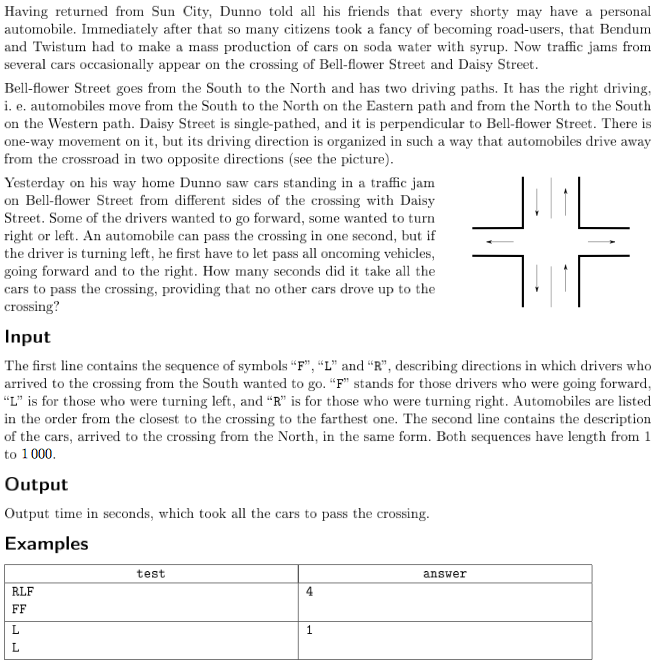 Having returned from Sun City, Dunno told all his friends that every shorty may have a personal
automobile. Immediately after that so many citizens took a fancy of becoming road-users, that Bendum
and Twistum had to make a mass production of cars on soda water with syrup. Now traffic jams from
several cars occasionally appear on the crossing of Bell-flower Street and Daisy Street.
Bell-flower Street goes from the South to the North and has two driving paths. It has the right driving,
i. e. automobiles move from the South to the North on the Eastern path and from the North to the South
on the Western path. Daisy Street is single-pathed, and it is perpendicular to Bell-flower Street. There is
one-way movement on it, but its driving direction is organized in such a way that automobiles drive away
from the crossroad in two opposite directions (see the picture).
Yesterday on his way home Dunno saw cars standing in a traffic jam
on Bell-flower Street from different sides of the crossing with Daisy
Street. Some of the drivers wanted to go forward, some wanted to turn
right or left. An automobile can pass the crossing in one second, but if
the driver is turning left, he first have to let pass all oncoming vehicles,
going forward and to the right. How many seconds did it take all the
cars to pass the crossing, providing that no other cars drove up to the
crossing?
Input
The first line contains the sequence of symbols “F”, “L” and “R”, describing directions in which drivers who
arrived to the crossing from the South wanted to go. “F” stands for those drivers who were going forward,
“L” is for those who were turning left, and “R” is for those who were turning right. Automobiles are listed
in the order from the closest to the crossing to the farthest one. The second line contains the description
of the cars, arrived to the crossing from the North, in the same form. Both sequences have length from 1
to 1 000.
Output
Output time in seconds, which took all the cars to pass the crossing.
Examples
test answer
RLF 4
FF
L 1
L